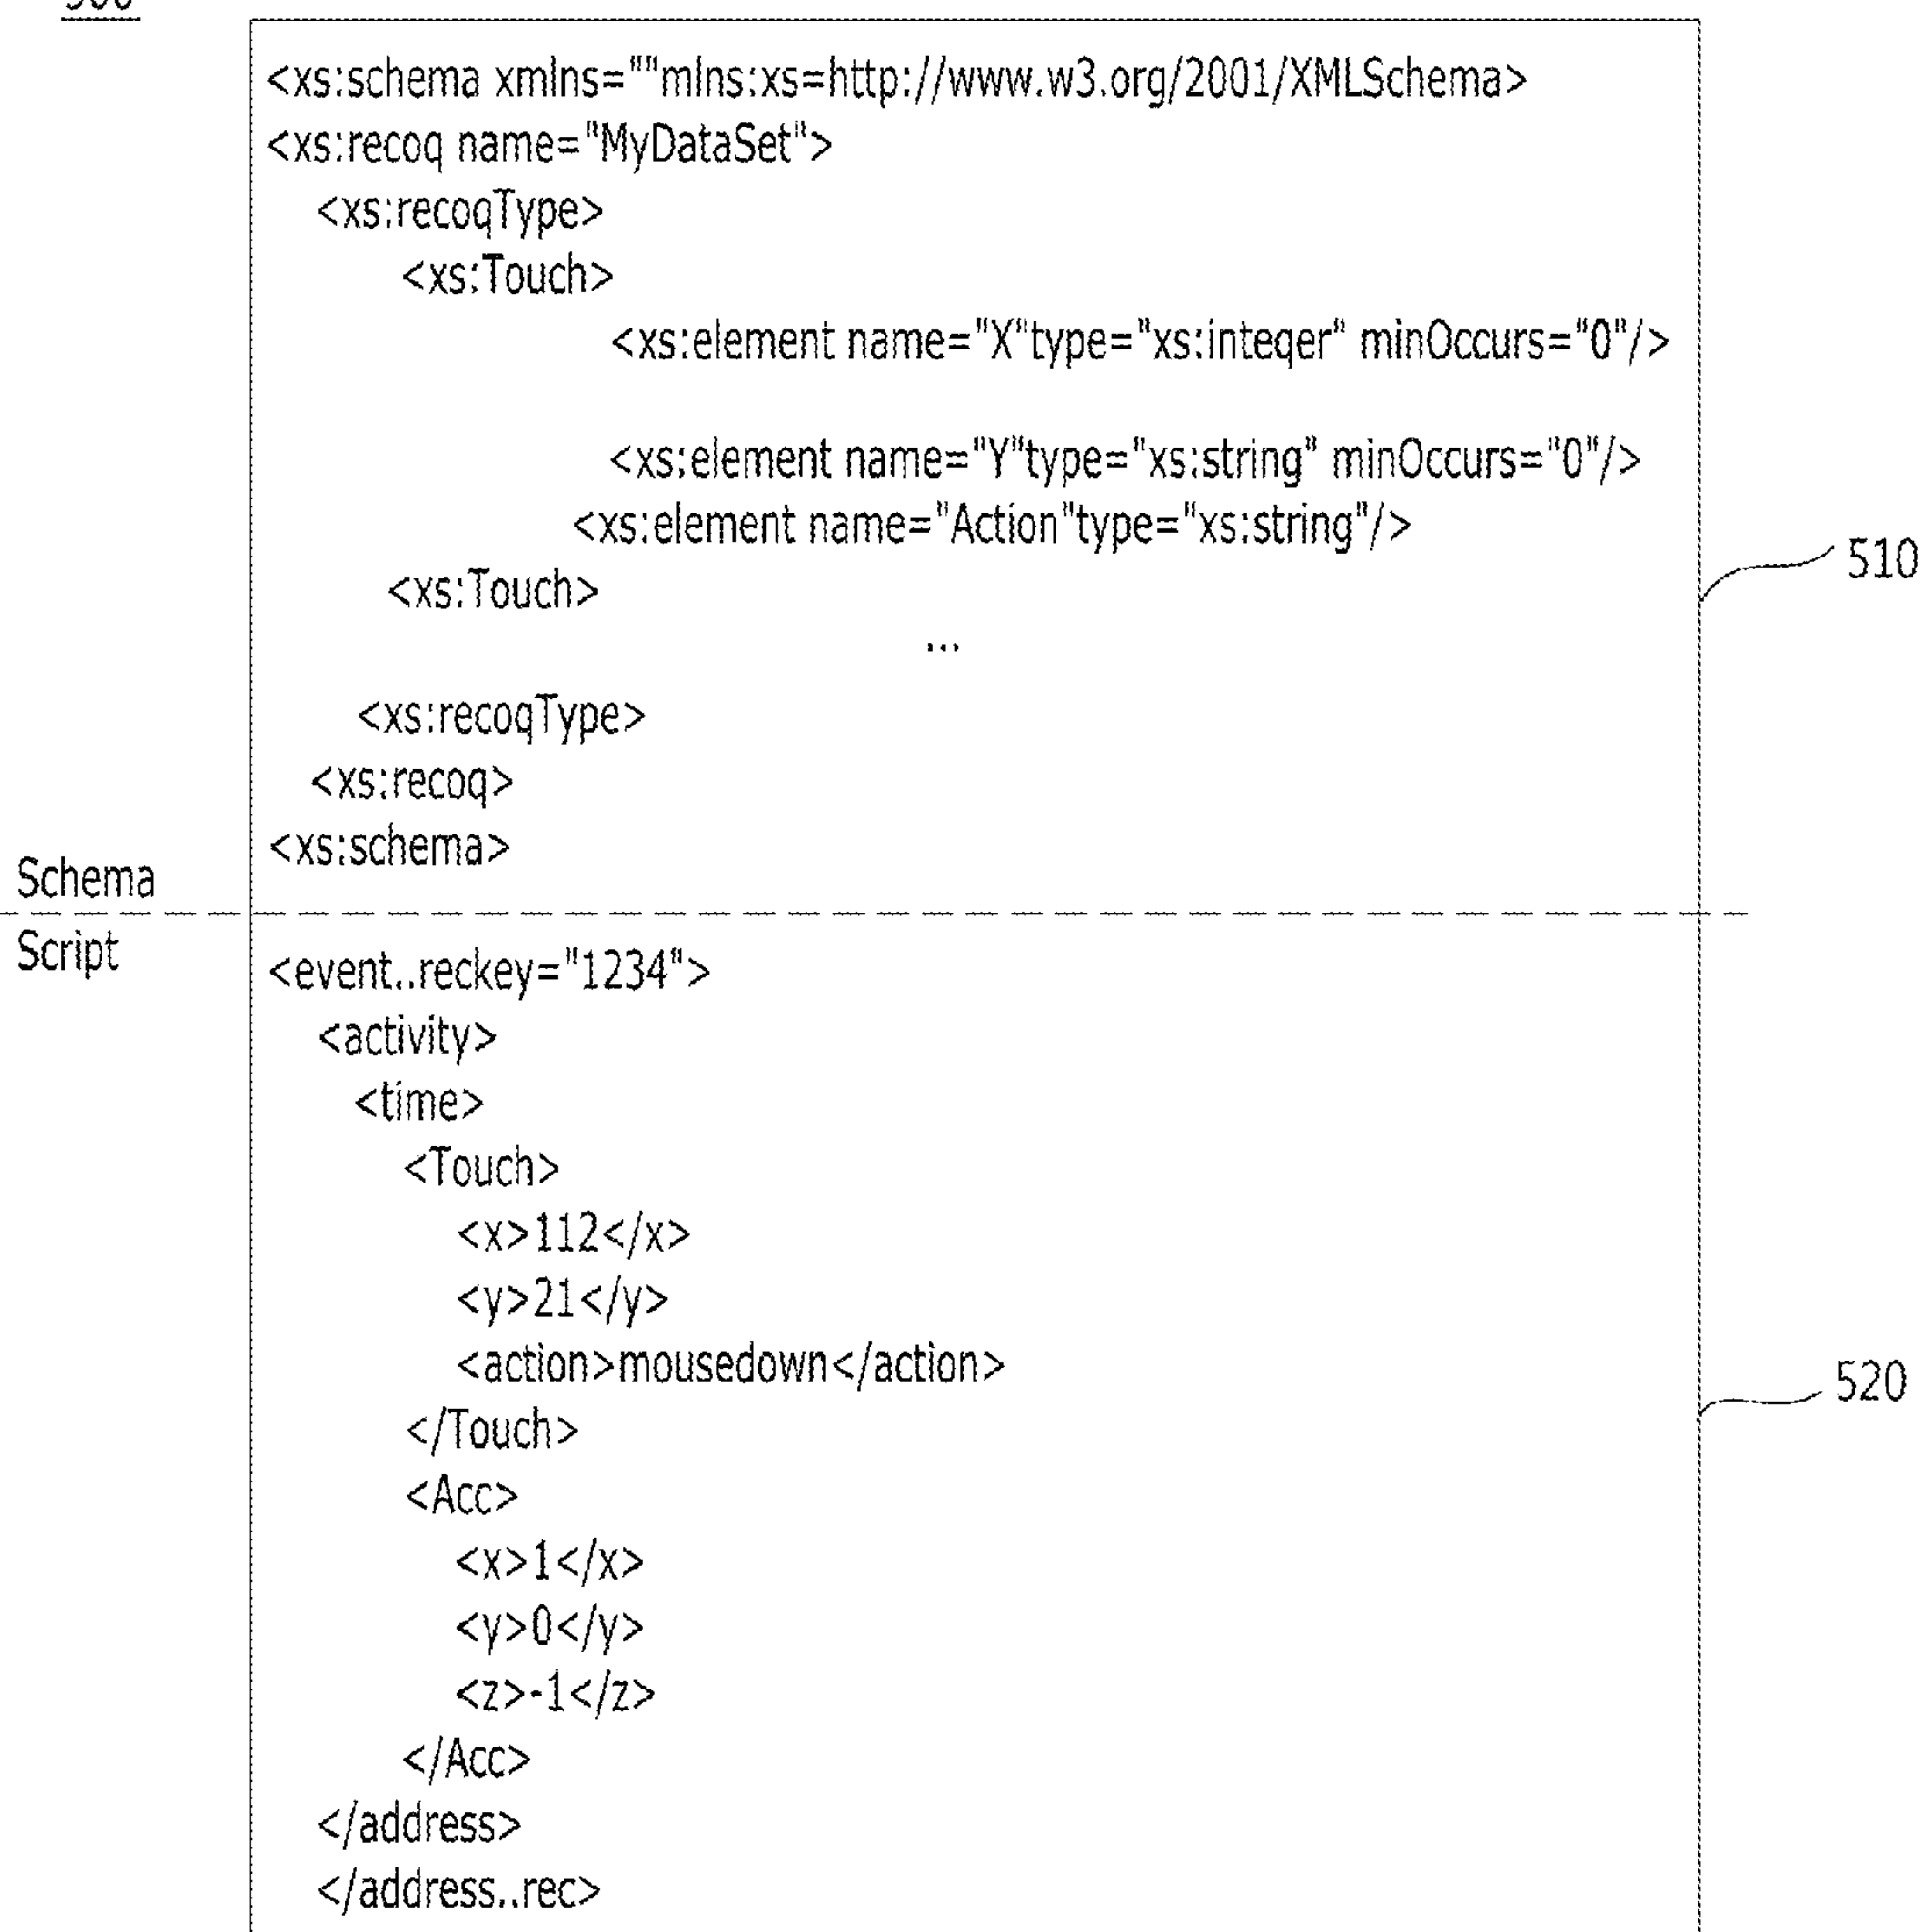 <xs:schema xmlns=""mlns:xs=http://www.w3.org/2001/XMLSchema>
<xs:recoq name="MyDataSet">
<xs:recoqType>
<xs:Touch>
<xs:element name="X"type="xs:inteqer" minOccurs="0"/>
<xs:element name="Y"type="xs:string" minOccurs="0"/>
<xs:element name="Action"type="xs:string"/>
510
<xs:Touch>
...
<xs:recoqType>
<xs:recoq>
<xs:schema>
Schema
Script
<event..reckey="1234">
<activity>
<time>
<Touch>
<x>112</x>
<y>21</y>
<action>mousedown</action>
520
</Touch>
<Acc>
<x>1</x>
<y>0</y>
<z>-1</z>
</Acc>
</address>
</address..rec>